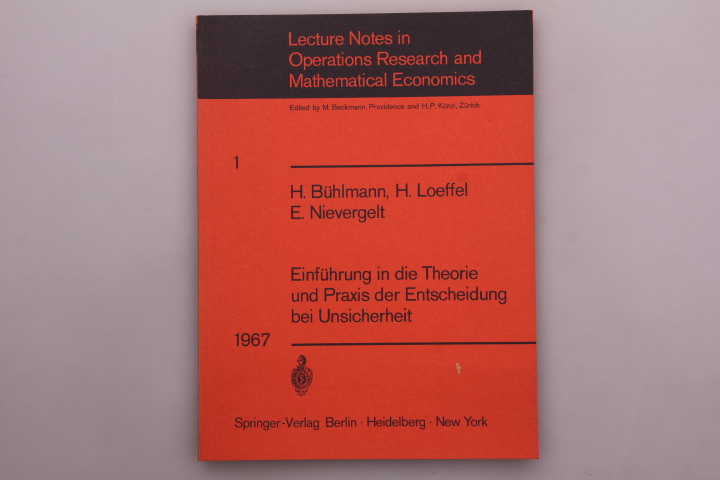 Lecture Notes in
Operations Research and
Mathematical Economics
Edited by M. Beckmann, Providence and H. P. Künzi, Zürich
1
H. Bühlmann, H. Loeffel
E. Nievergelt
Einführung in die Theorie
und Praxis der Entscheidung
bei Unsicherheit
1967
Springer-Verlag Berlin · Heidelberg · New York